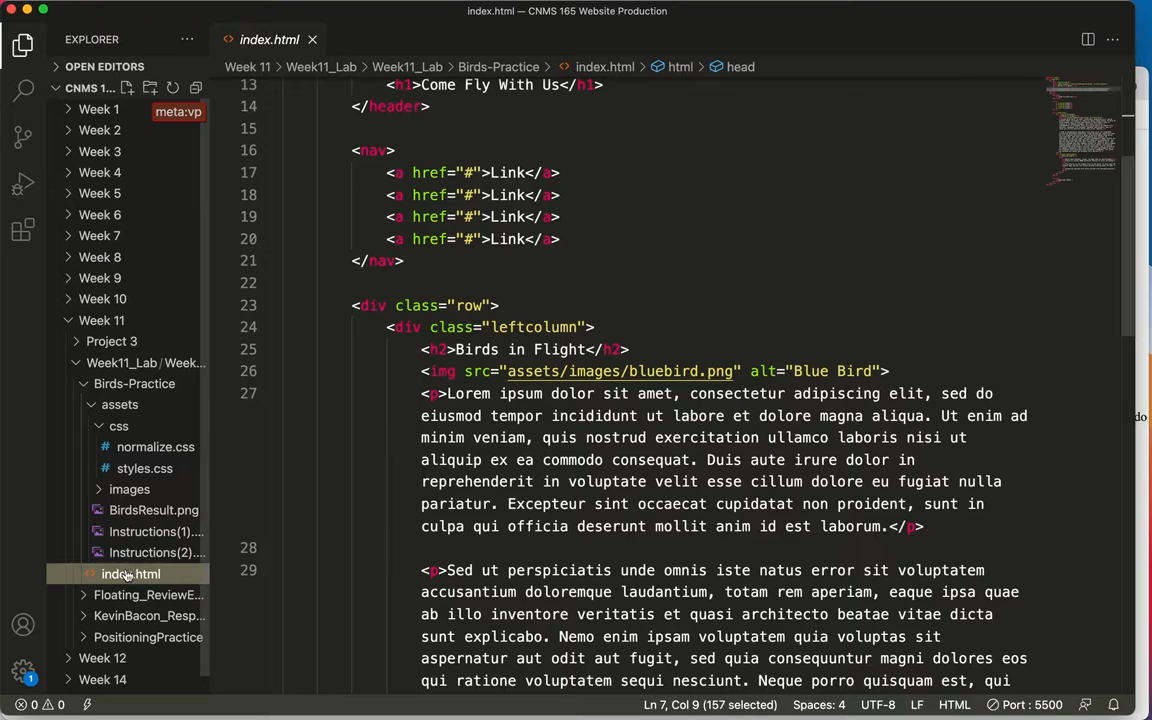 index.html — CNMS 165 Website Production
EXPLORER
index.html
OPEN EDITORS
Week 11 > Week11_Lab > Week11_Lab > Birds-Practice > index.html > html > head
CNMS 1...
Week 1
meta:vp
Week 2
Week 3
Week 4
Week 5
Week 6
Week 7
Week 8
Week 9
Week 10
Week 11
Project 3
Week11_Lab / Week...
Birds-Practice
assets
css
normalize.css
styles.css
images
BirdsResult.png
Instructions(1)....
Instructions(2)....
index.html
Floating_ReviewE...
KevinBacon_Resp...
PositioningPractice
Week 12
Week 14
13 <h1>Come Fly With Us</h1>
14 </header>
15
16 <nav>
17 <a href="#">Link</a>
18 <a href="#">Link</a>
19 <a href="#">Link</a>
20 <a href="#">Link</a>
21 </nav>
22
23 <div class="row">
24 <div class="leftcolumn">
25 <h2>Birds in Flight</h2>
26 <img src="assets/images/bluebird.png" alt="Blue Bird">
27 <p>Lorem ipsum dolor sit amet, consectetur adipiscing elit, sed do
eiusmod tempor incididunt ut labore et dolore magna aliqua. Ut enim ad
minim veniam, quis nostrud exercitation ullamco laboris nisi ut
aliquip ex ea commodo consequat. Duis aute irure dolor in
reprehenderit in voluptate velit esse cillum dolore eu fugiat nulla
pariatur. Excepteur sint occaecat cupidatat non proident, sunt in
culpa qui officia deserunt mollit anim id est laborum.</p>
28
29 <p>Sed ut perspiciatis unde omnis iste natus error sit voluptatem
accusantium doloremque laudantium, totam rem aperiam, eaque ipsa quae
ab illo inventore veritatis et quasi architecto beatae vitae dicta
sunt explicabo. Nemo enim ipsam voluptatem quia voluptas sit
aspernatur aut odit aut fugit, sed quia consequuntur magni dolores eos
qui ratione voluptatem sequi nesciunt. Neque porro quisquam est, qui
do
1
0 0
Ln 7, Col 9 (157 selected)
Spaces: 4
UTF-8
LF
HTML
Port : 5500